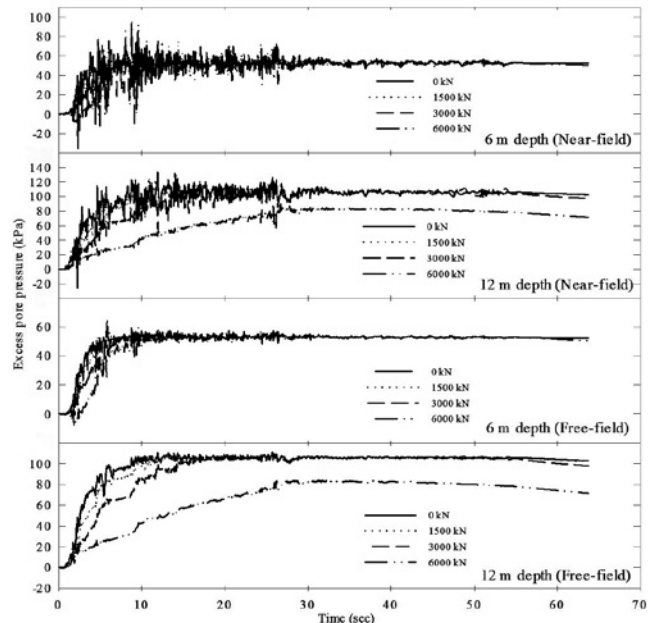 Excess pore pressure (kPa)
100
80
60
40
20
0
-20
0 kN
1500 kN
3000 kN
6000 kN
6 m depth (Near-field)
140
120
100
80
60
40
20
0
-20
0 kN
1500 kN
3000 kN
6000 kN
12 m depth (Near-field)
60
40
20
0
0 kN
1500 kN
3000 kN
6000 kN
6 m depth (Free-field)
100
80
60
40
20
0
-20
0 kN
1500 kN
3000 kN
6000 kN
12 m depth (Free-field)
0 10 20 30 40 50 60 70
Time (sec)